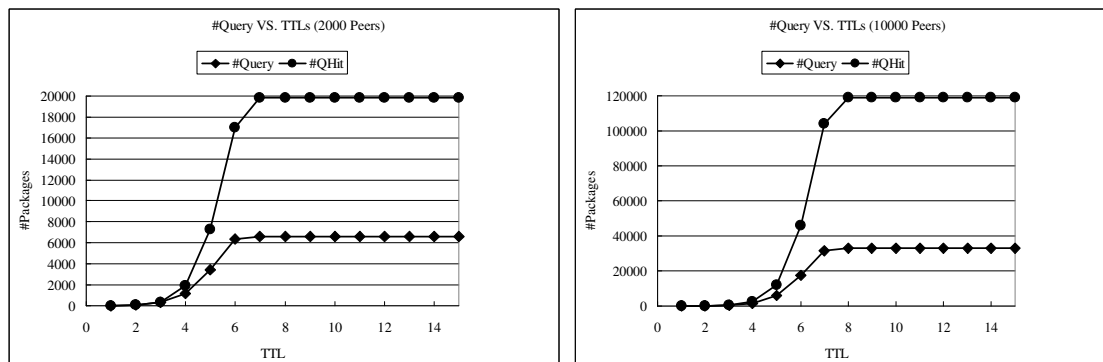 #Query VS. TTLs (2000 Peers)
#Query #QHit
20000
18000
16000
14000
12000
10000
8000
6000
4000
2000
0
#Packages
0 2 4 6 8 10 12 14
TTL
#Query VS. TTLs (10000 Peers)
#Query #QHit
120000
100000
80000
60000
40000
20000
0
#Packages
0 2 4 6 8 10 12 14
TTL